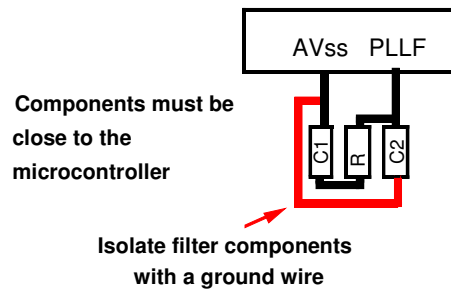 AVss PLLF
Components must be
close to the
microcontroller
C1 R C2
Isolate filter components
with a ground wire